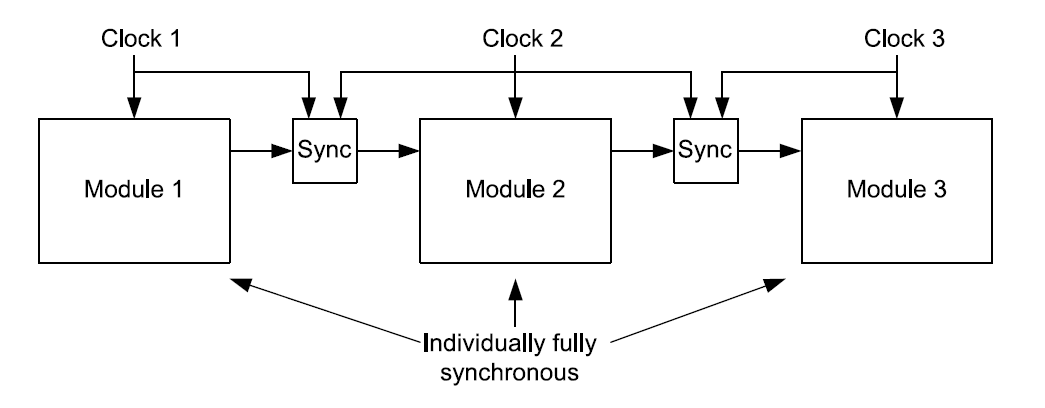 Clock 1
Clock 2
Clock 3
Module 1
Sync
Module 2
Sync
Module 3
Individually fully
synchronous